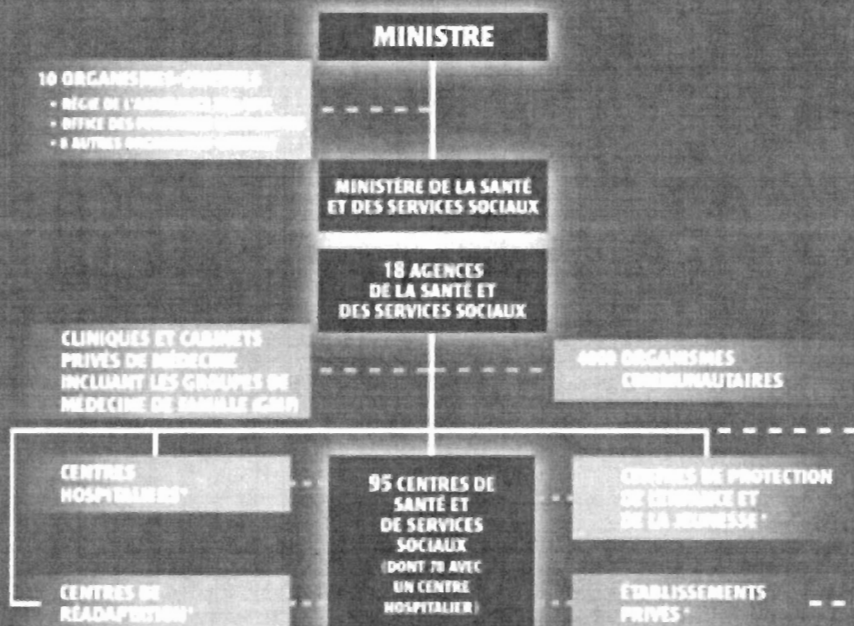 MINISTRE
10 ORGANISMES
• RÉGIE DE L'ASSURANCE
• OFFICE DES
• 8 AUTRES
MINISTÈRE DE LA SANTÉ
ET DES SERVICES SOCIAUX
18 AGENCES
DE LA SANTÉ ET
DES SERVICES SOCIAUX
CLINIQUES ET CABINETS
PRIVÉS DE MÉDECINE
INCLUANT LES GROUPES DE
MÉDECINE DE FAMILLE (GMF)
ORGANISMES
COMMUNAUTAIRES
CENTRES
HOSPITALIERS*
95 CENTRES DE
SANTÉ ET
DE SERVICES
SOCIAUX
(DONT 78 AVEC
UN CENTRE
HOSPITALIER)
CENTRES DE PROTECTION
DE L'ENFANCE ET
DE LA JEUNESSE *
CENTRES DE
RÉADAPTATION*
ÉTABLISSEMENTS
PRIVÉS *